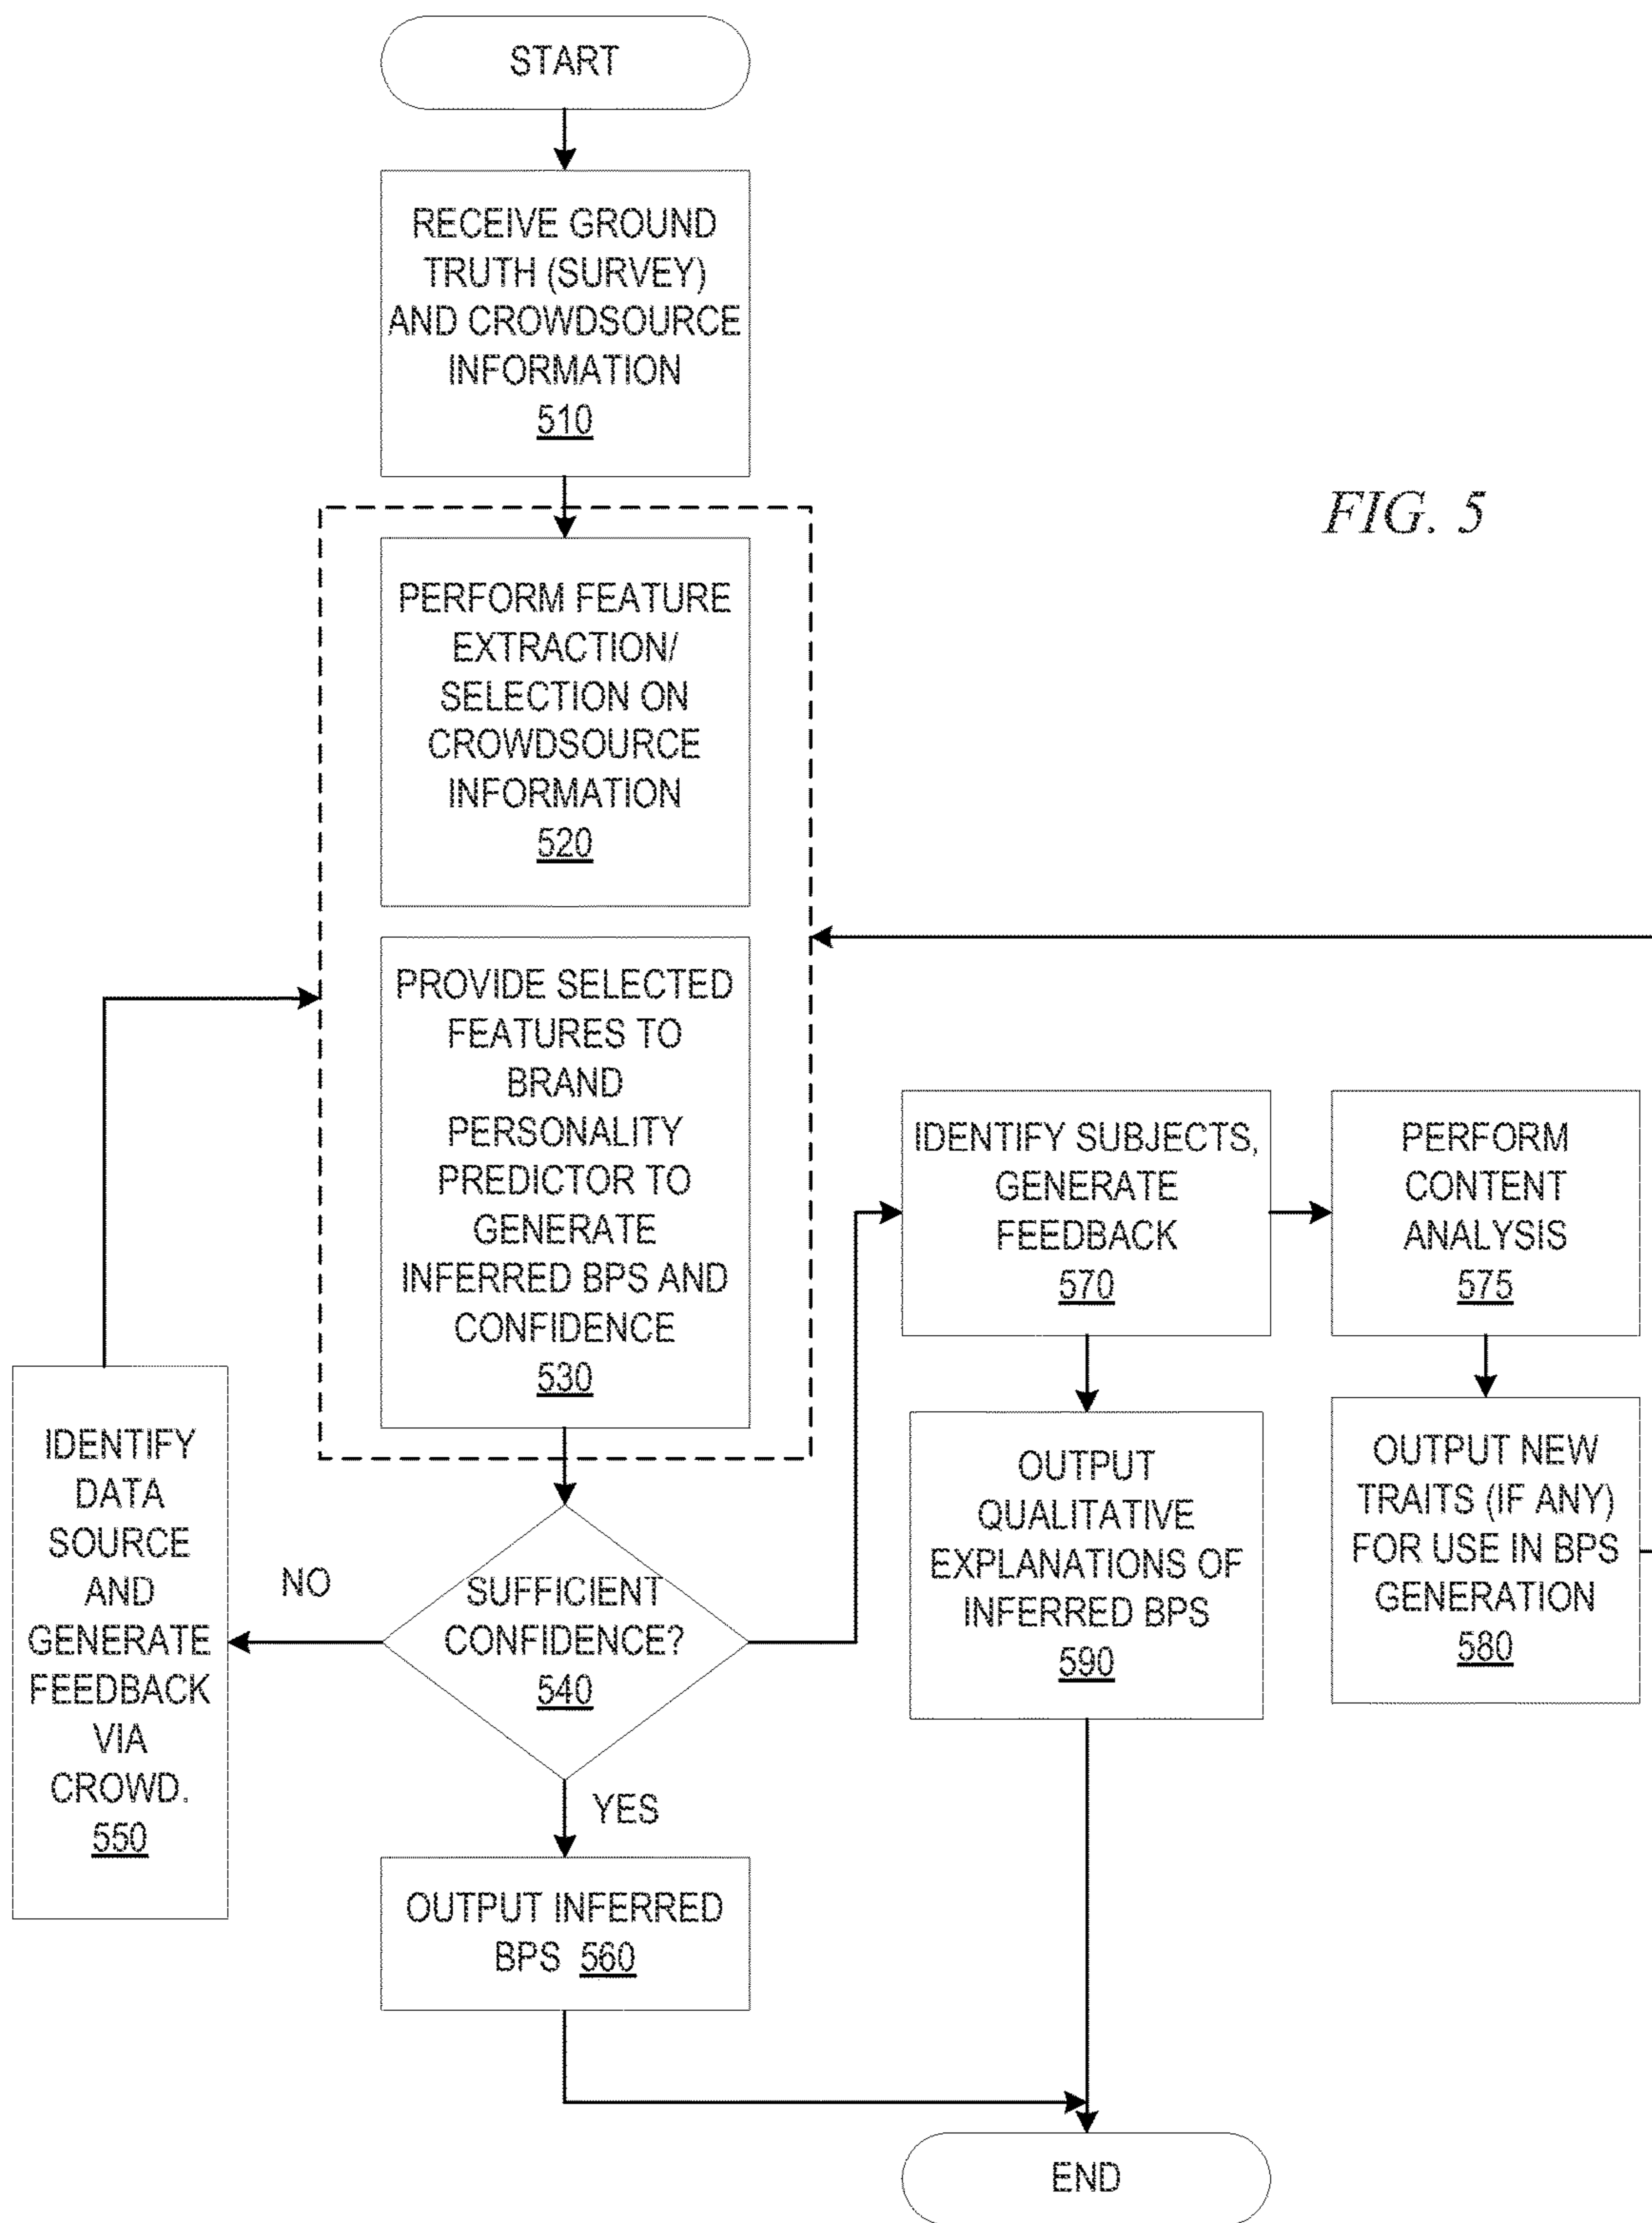 START
RECEIVE GROUND
TRUTH (SURVEY)
AND CROWDSOURCE
INFORMATION
510
FIG. 5
PERFORM FEATURE
EXTRACTION/
SELECTION ON
CROWDSOURCE
INFORMATION
520
PROVIDE SELECTED
FEATURES TO
BRAND
PERSONALITY
PREDICTOR TO
GENERATE
INFERRED BPS AND
CONFIDENCE
530
IDENTIFY SUBJECTS,
GENERATE
FEEDBACK
570
PERFORM
CONTENT
ANALYSIS
575
IDENTIFY
DATA
SOURCE
AND
GENERATE
FEEDBACK
VIA
CROWD.
550
NO
SUFFICIENT
CONFIDENCE?
540
YES
OUTPUT
QUALITATIVE
EXPLANATIONS OF
INFERRED BPS
590
OUTPUT NEW
TRAITS (IF ANY)
FOR USE IN BPS
GENERATION
580
OUTPUT INFERRED
BPS 560
END